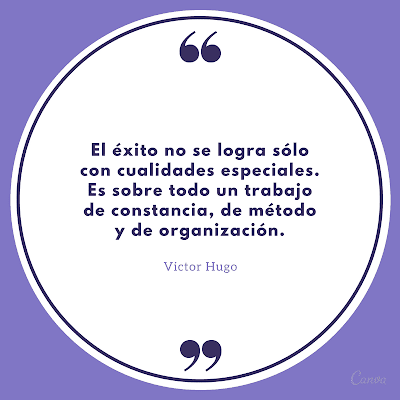 “
El éxito no se logra sólo
con cualidades especiales.
Es sobre todo un trabajo
de constancia, de método
y de organización.
Victor Hugo
”
Canva